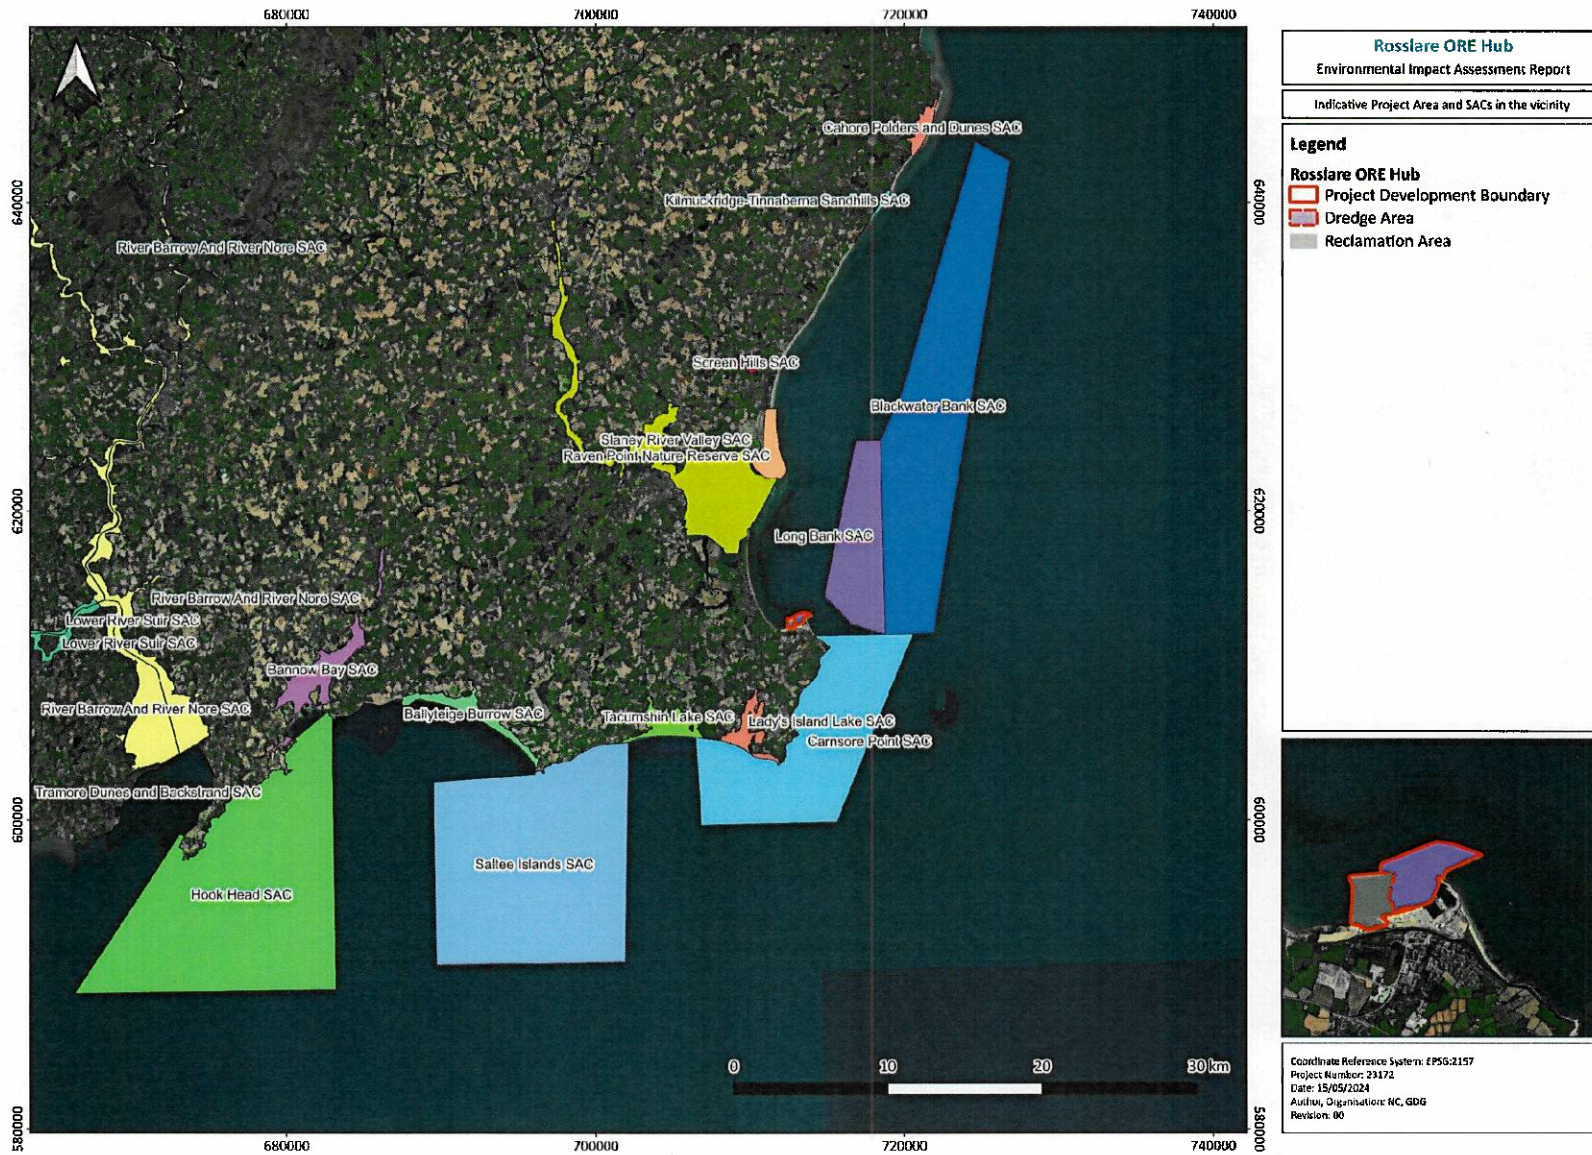 680000 700000 720000 740000
Rosslare ORE Hub
Environmental Impact Assessment Report
Indicative Project Area and SACs in the vicinity
Legend
Rosslare ORE Hub
Project Development Boundary
Dredge Area
Reclamation Area
Cahore Polders and Dunes SAC
640000
Kilmuckridge-Tinnaberna Sandhills SAC
640000
River Barrow And River Nore SAC
Screen Hills SAC
Blackwater Bank SAC
Slaney River Valley SAC
Raven Point Nature Reserve SAC
620000
620000
Long Bank SAC
River Barrow And River Nore SAC
Lower River Suir SAC
Lower River Suir SAC
Bannow Bay SAC
River Barrow And River Nore SAC
Ballyteige Burrow SAC
Tacumshin Lake SAC
Lady's Island Lake SAC
Carnsore Point SAC
Tramore Dunes and Backstrand SAC
600000
600000
Saltee Islands SAC
Hook Head SAC
0 10 20 30 km
580000
580000
680000 700000 720000 740000
Coordinate Reference System: EPSG:2157
Project Number: 23172
Date: 15/05/2024
Author, Organisation: NC, GDG
Revision: 00